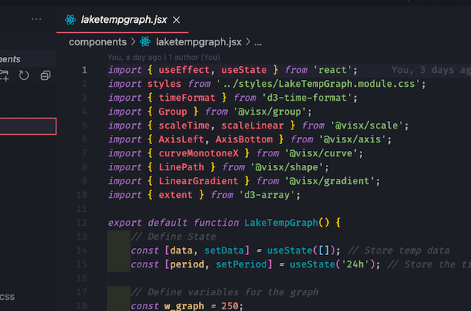 laketempgraph.jsx
onents
components > laketempgraph.jsx > ...
You, a day ago | 1 author (You)
1 import { useEffect, useState } from 'react'; You, 3 days ag
2 import styles from '../styles/LakeTempGraph.module.css';
3 import { timeFormat } from 'd3-time-format';
4 import { Group } from '@visx/group';
5 import { scaleTime, scaleLinear } from '@visx/scale';
6 import { AxisLeft, AxisBottom } from '@visx/axis';
7 import { curveMonotoneX } from '@visx/curve';
8 import { LinePath } from '@visx/shape';
9 import { LinearGradient } from '@visx/gradient';
10 import { extent } from 'd3-array';
11
12 export default function LakeTempGraph() {
13 // Define State
14 const [data, setData] = useState([]); // Store temp data
15 const [period, setPeriod] = useState('24h'); // Store the ti
16
17 // Define variables for the graph
css
18 const w_graph = 250;